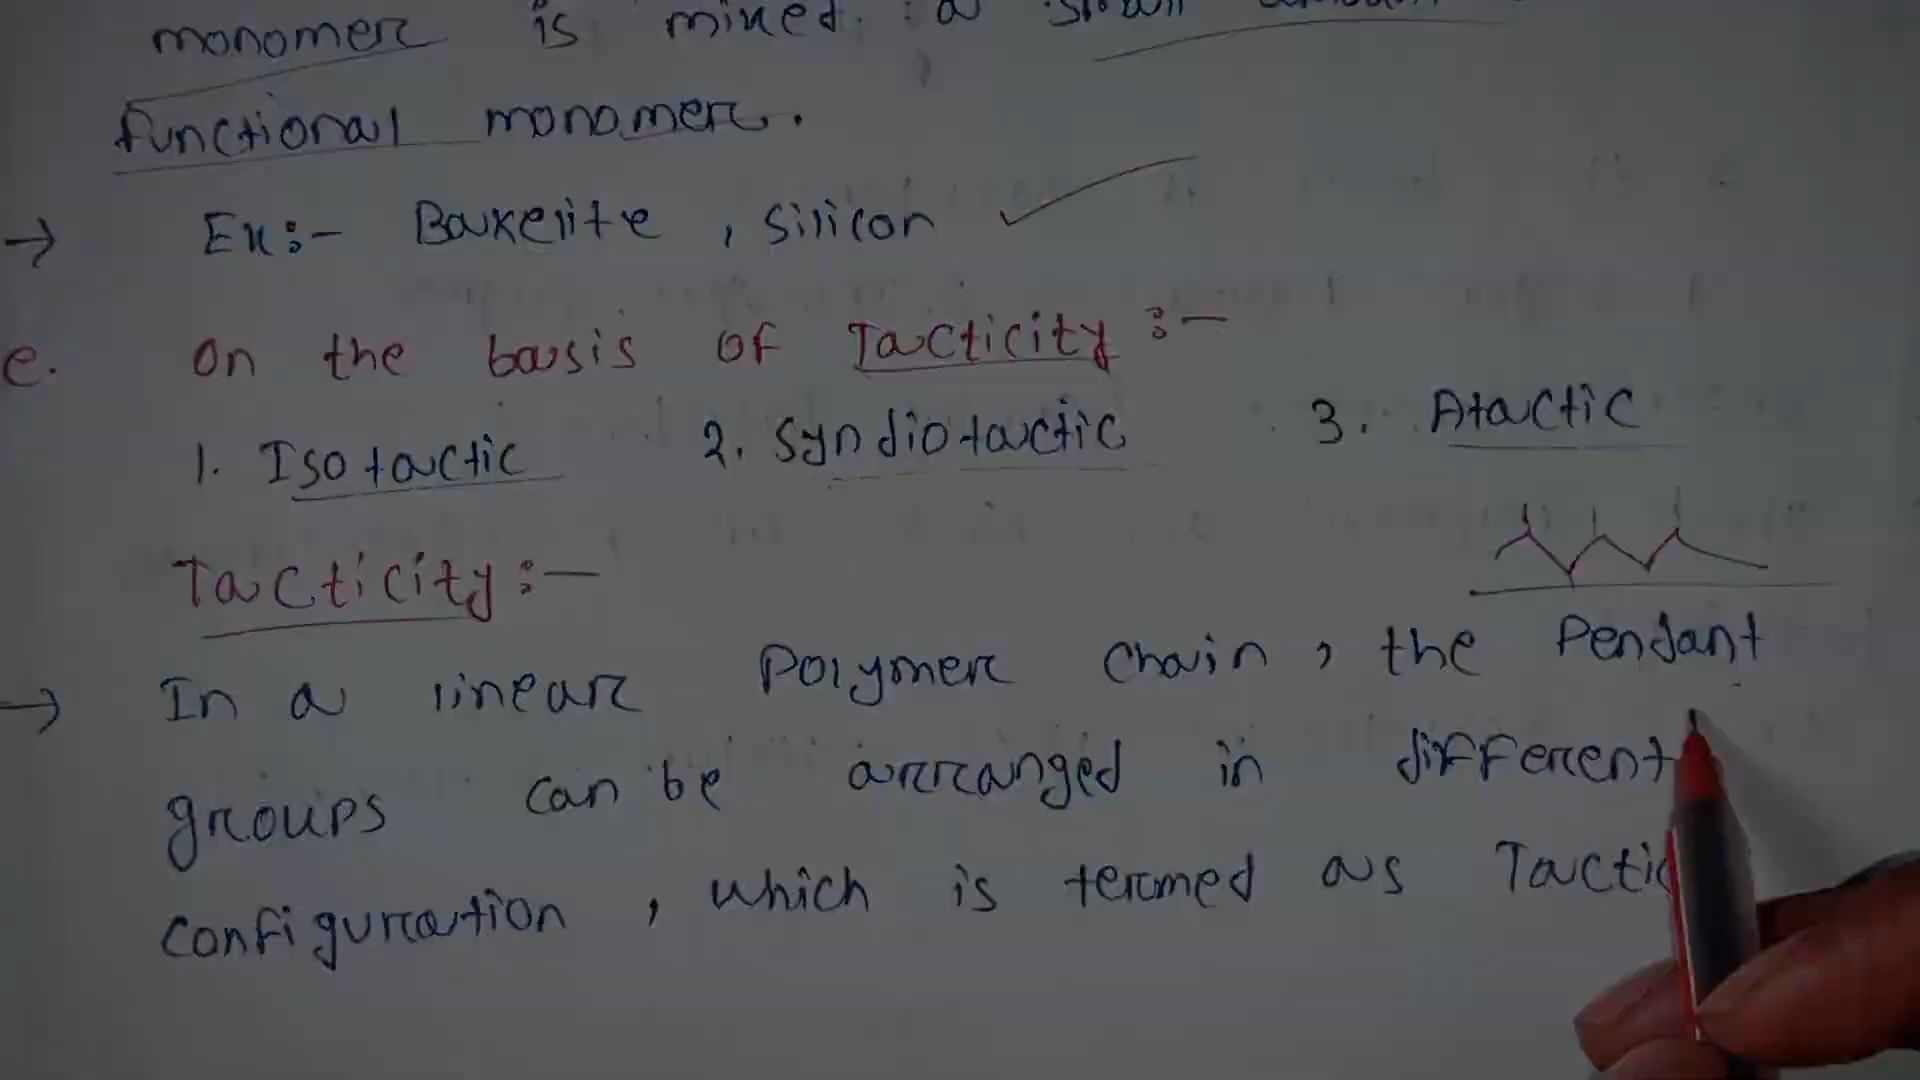 monomer is mixed. a small
functional monomer.
→ Ex:- Bakelite, Silicon ✓
e. On the basis of Tacticity :-
1. Isotactic 2. Syndiotactic 3. Atactic
Tacticity :-
→ In a linear Polymer chain, the Pendant
groups can be arranged in different
configuration, which is termed as Tactic